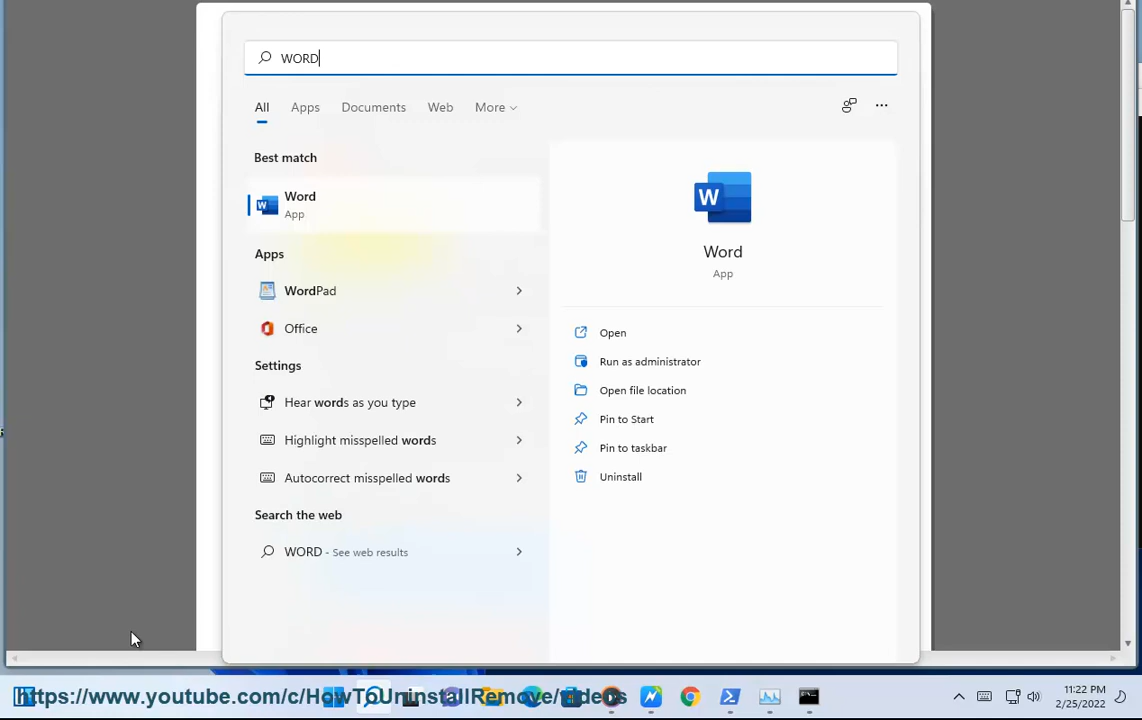 WORD
All Apps Documents Web More
Best match
Word
App
Apps
WordPad
Office
Settings
Hear words as you type
Highlight misspelled words
Autocorrect misspelled words
Search the web
WORD - See web results
W
W
Word
App
Open
Run as administrator
Open file location
Pin to Start
Pin to taskbar
Uninstall
https://www.youtube.com/c/HowToUninstallRemove/videos
11:22 PM
2/25/2022